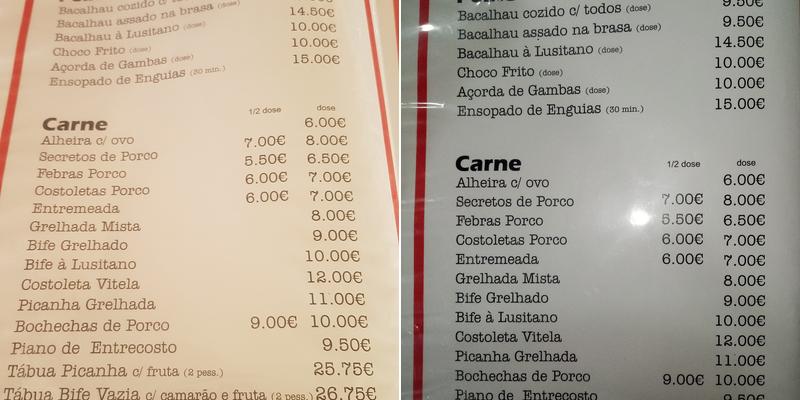 Bacalhau cozido c/ todos (dose)
Bacalhau assado na brasa (dose) 14.50€
Bacalhau à Lusitano (dose) 10.00€
Choco Frito (dose) 10.00€
Açorda de Gambas (dose) 15.00€
Ensopado de Enguias (30 min.)
1/2 dose dose
Carne 6.00€
Alheira c/ ovo 7.00€ 8.00€
Secretos de Porco 5.50€ 6.50€
Febras Porco 6.00€ 7.00€
Costoletas Porco 6.00€ 7.00€
Entremeada 8.00€
Grelhada Mista 9.00€
Bife Grelhado 10.00€
Bife à Lusitano 12.00€
Costoleta Vitela 11.00€
Picanha Grelhada
Bochechas de Porco 9.00€ 10.00€
Piano de Entrecosto 9.50€
Tábua Picanha c/ fruta (2 pess.) 25.75€
Tábua Bife Vazia c/ camarão e fruta (2 pess.) 26.75€
9.50€
Bacalhau cozido c/ todos (dose) 9.50€
Bacalhau assado na brasa (dose) 14.50€
Bacalhau à Lusitano (dose) 10.00€
Choco Frito (dose) 10.00€
Açorda de Gambas (dose) 15.00€
Ensopado de Enguias (30 min.)
Carne 1/2 dose dose
Alheira c/ ovo 6.00€
Secretos de Porco 7.00€ 8.00€
Febras Porco 5.50€ 6.50€
Costoletas Porco 6.00€ 7.00€
Entremeada 6.00€ 7.00€
Grelhada Mista 8.00€
Bife Grelhado 9.00€
Bife à Lusitano 10.00€
Costoleta Vitela 12.00€
Picanha Grelhada 11.00€
Bochechas de Porco 9.00€ 10.00€
Piano de Entrecosto 9.50€